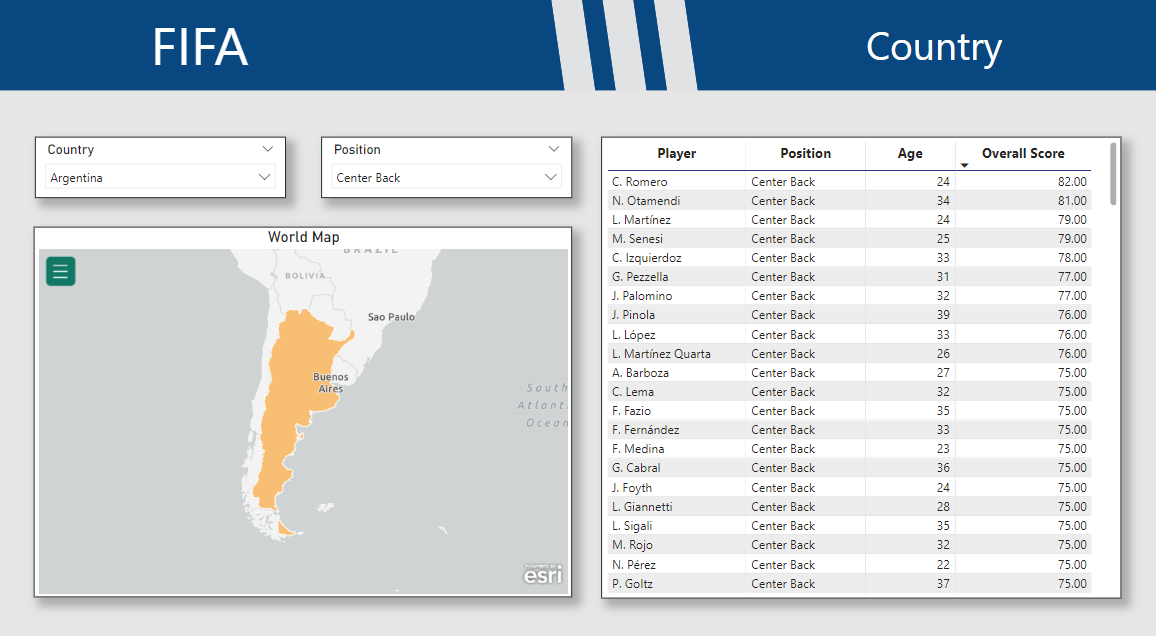 FIFA
Country
Country
Argentina
Position
Center Back
World Map
BRAZIL
BOLIVIA
Sao Paulo
Buenos
Aires
South
Atlant
Ocean
POWERED BY
esri
Player Position Age Overall Score
C. Romero Center Back 24 82.00
N. Otamendi Center Back 34 81.00
L. Martínez Center Back 24 79.00
M. Senesi Center Back 25 79.00
C. Izquierdoz Center Back 33 78.00
G. Pezzella Center Back 31 77.00
J. Palomino Center Back 32 77.00
J. Pinola Center Back 39 76.00
L. López Center Back 33 76.00
L. Martínez Quarta Center Back 26 76.00
A. Barboza Center Back 27 75.00
C. Lema Center Back 32 75.00
F. Fazio Center Back 35 75.00
F. Fernández Center Back 33 75.00
F. Medina Center Back 23 75.00
G. Cabral Center Back 36 75.00
J. Foyth Center Back 24 75.00
L. Giannetti Center Back 28 75.00
L. Sigali Center Back 35 75.00
M. Rojo Center Back 32 75.00
N. Pérez Center Back 22 75.00
P. Goltz Center Back 37 75.00